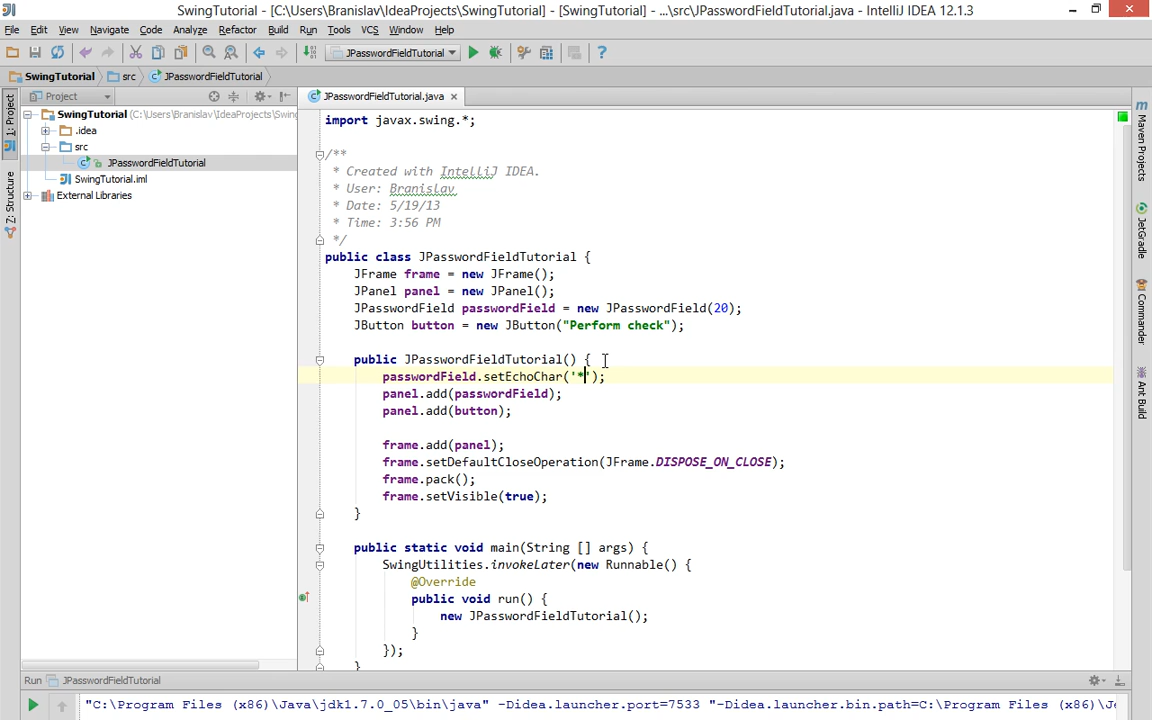 SwingTutorial - [C:\Users\Branislav\IdeaProjects\SwingTutorial] - [SwingTutorial] - ...\src\JPasswordFieldTutorial.java - IntelliJ IDEA 12.1.3
File Edit View Navigate Code Analyze Refactor Build Run Tools VCS Window Help
JPasswordFieldTutorial
SwingTutorial src JPasswordFieldTutorial
Project
JPasswordFieldTutorial.java
1: Project
7: Structure
SwingTutorial (C:\Users\Branislav\IdeaProjects\Swing
.idea
src
JPasswordFieldTutorial
SwingTutorial.iml
External Libraries
import javax.swing.*;
/**
* Created with IntelliJ IDEA.
* User: Branislav
* Date: 5/19/13
* Time: 3:56 PM
*/
public class JPasswordFieldTutorial {
JFrame frame = new JFrame();
JPanel panel = new JPanel();
JPasswordField passwordField = new JPasswordField(20);
JButton button = new JButton("Perform check");
public JPasswordFieldTutorial() {
passwordField.setEchoChar('*');
panel.add(passwordField);
panel.add(button);
frame.add(panel);
frame.setDefaultCloseOperation(JFrame.DISPOSE_ON_CLOSE);
frame.pack();
frame.setVisible(true);
}
public static void main(String [] args) {
SwingUtilities.invokeLater(new Runnable() {
@Override
public void run() {
new JPasswordFieldTutorial();
}
});
}
Maven Projects
JetGradle
Commander
Ant Build
Run JPasswordFieldTutorial
"C:\Program Files (x86)\Java\jdk1.7.0_05\bin\java" -Didea.launcher.port=7533 "-Didea.launcher.bin.path=C:\Program Files (x86)\Je